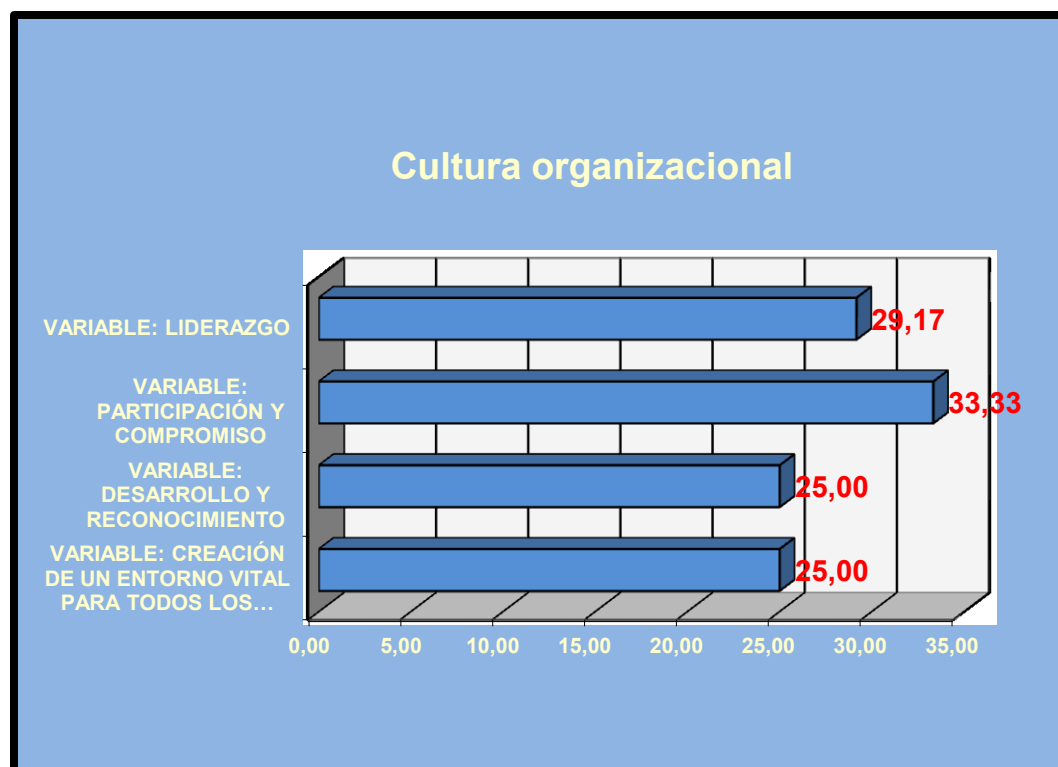 Cultura organizacional
VARIABLE: LIDERAZGO
29,17
VARIABLE:
PARTICIPACIÓN Y
COMPROMISO
33,33
VARIABLE:
DESARROLLO Y
RECONOCIMIENTO
25,00
VARIABLE: CREACIÓN
DE UN ENTORNO VITAL
PARA TODOS LOS…
25,00
0,00 5,00 10,00 15,00 20,00 25,00 30,00 35,00